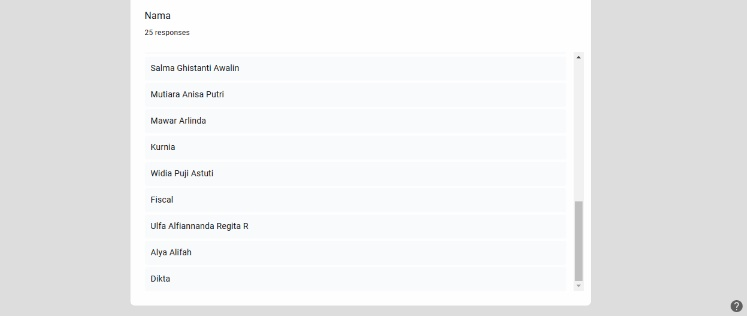 Nama
25 responses
Salma Ghistanti Awalin
Mutiara Anisa Putri
Mawar Arlinda
Kurnia
Widia Puji Astuti
Fiscal
Ulfa Alfiannanda Regita R
Alya Alifah
Dikta
?